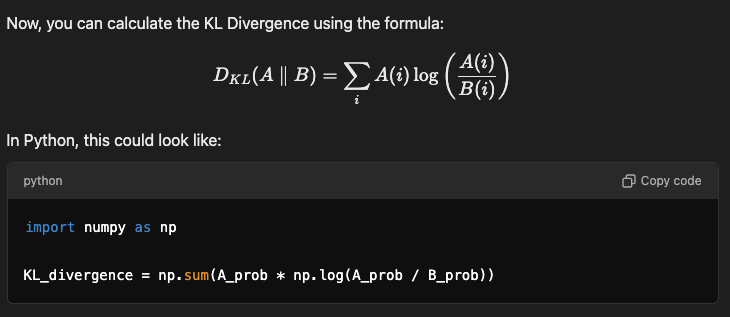 Now, you can calculate the KL Divergence using the formula:
D_{KL}(A ∥ B) = ∑_i A(i) log (A(i)/B(i))
In Python, this could look like:
python Copy code
import numpy as np
KL_divergence = np.sum(A_prob * np.log(A_prob / B_prob))